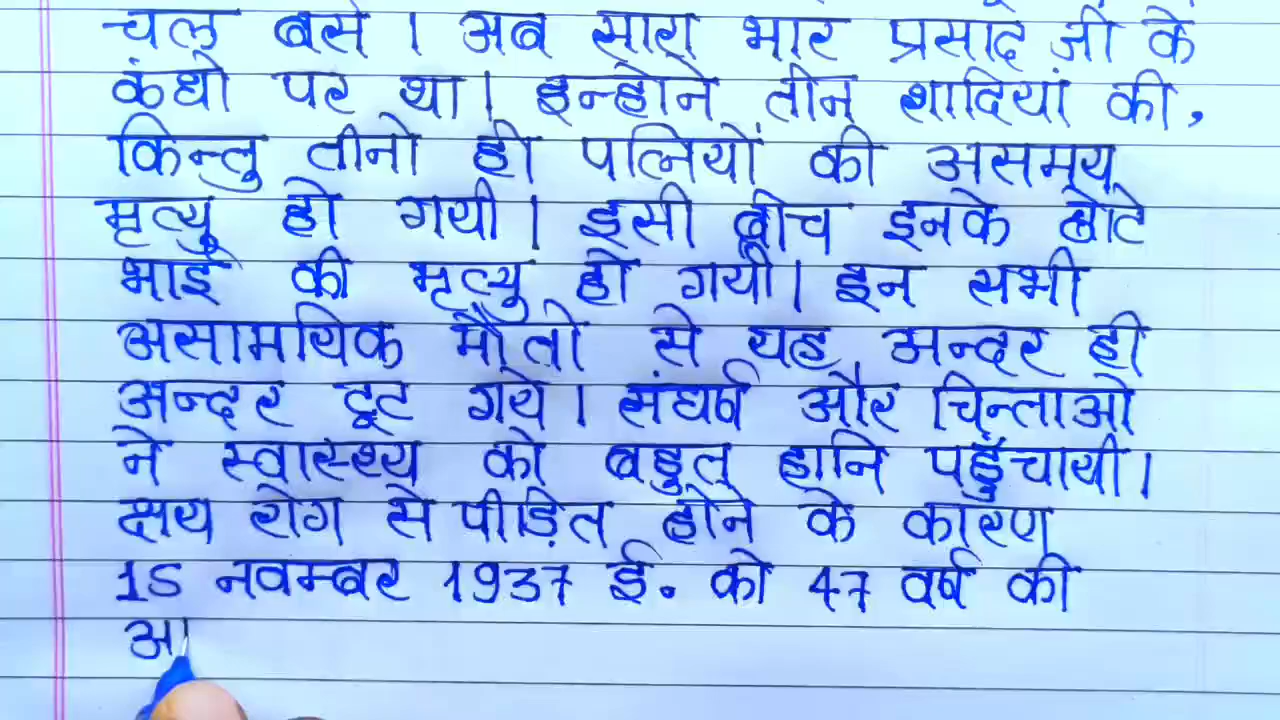 चल बसे। अब सारा भार प्रसाद जी के
कंधो पर था। इन्होने तीन शादियां की,
किन्तु तीनो ही पत्नियों की असमय
मृत्यु हो गयी। इसी बीच इनके छोटे
भाई की मृत्यु हो गयी। इन सभी
असामयिक मौतो से यह अन्दर ही
अन्दर टूट गये। संघर्ष और चिन्ताओ
ने स्वास्थ्य को बहुत हानि पहुँचायी।
क्षय रोग से पीड़ित होने के कारण
15 नवम्बर 1937 ई. को 47 वर्ष की
आ